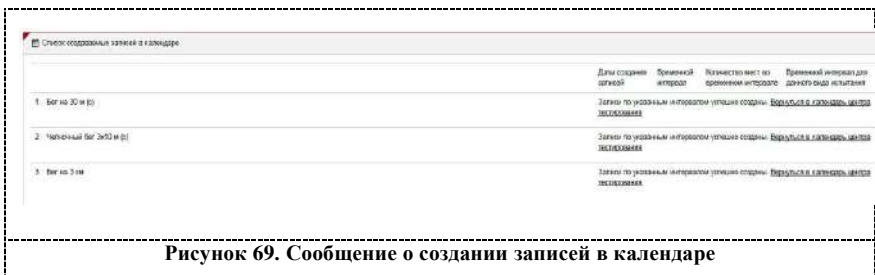 Список создаваемых записей в календаре
Даты создания записей
Временной интервал
Количество мест во временном интервале
Временной интервал для данного вида испытания
1 Бег на 30 м (с)
Записи по указанным интервалам успешно созданы. Вернуться в календарь центра
тестирования
2 Челночный бег 3х10 м (с)
Записи по указанным интервалам успешно созданы. Вернуться в календарь центра
тестирования
3 Бег на 3 км
Записи по указанным интервалам успешно созданы. Вернуться в календарь центра
тестирования
Рисунок 69. Сообщение о создании записей в календаре